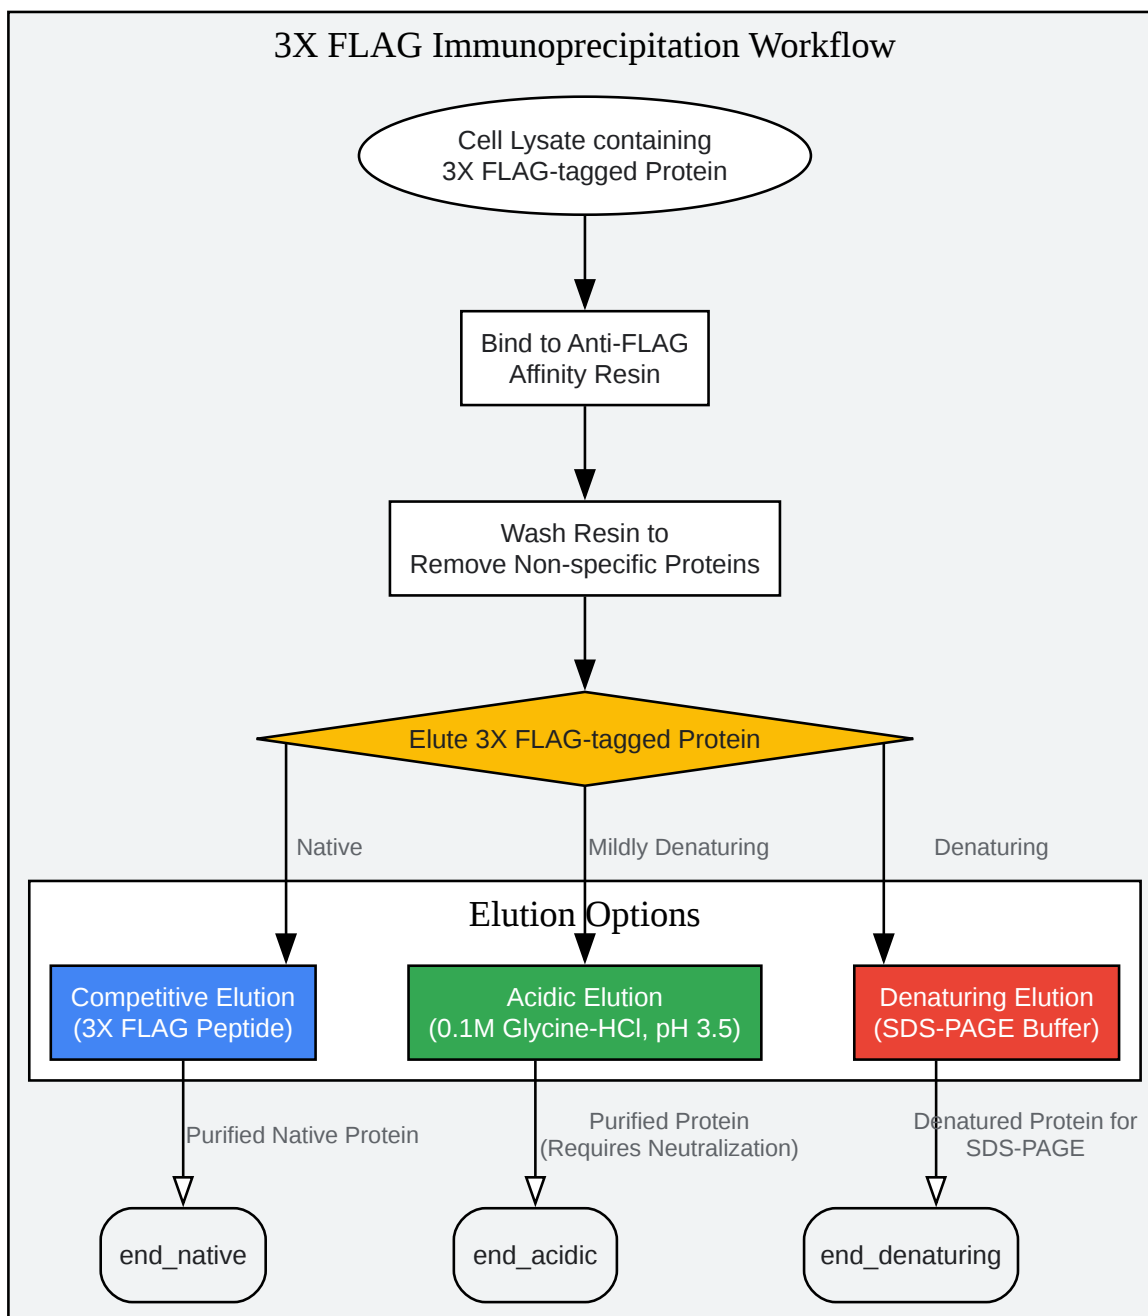 3X FLAG Immunoprecipitation Workflow
Cell Lysate containing
3X FLAG-tagged Protein
Bind to Anti-FLAG
Affinity Resin
Wash Resin to
Remove Non-specific Proteins
Elute 3X FLAG-tagged Protein
Native
Mildly Denaturing
Denaturing
Elution Options
Competitive Elution
(3X FLAG Peptide)
Acidic Elution
(0.1M Glycine-HCl, pH 3.5)
Denaturing Elution
(SDS-PAGE Buffer)
Purified Native Protein
Purified Protein
(Requires Neutralization)
Denatured Protein for
SDS-PAGE
end_native
end_acidic
end_denaturing